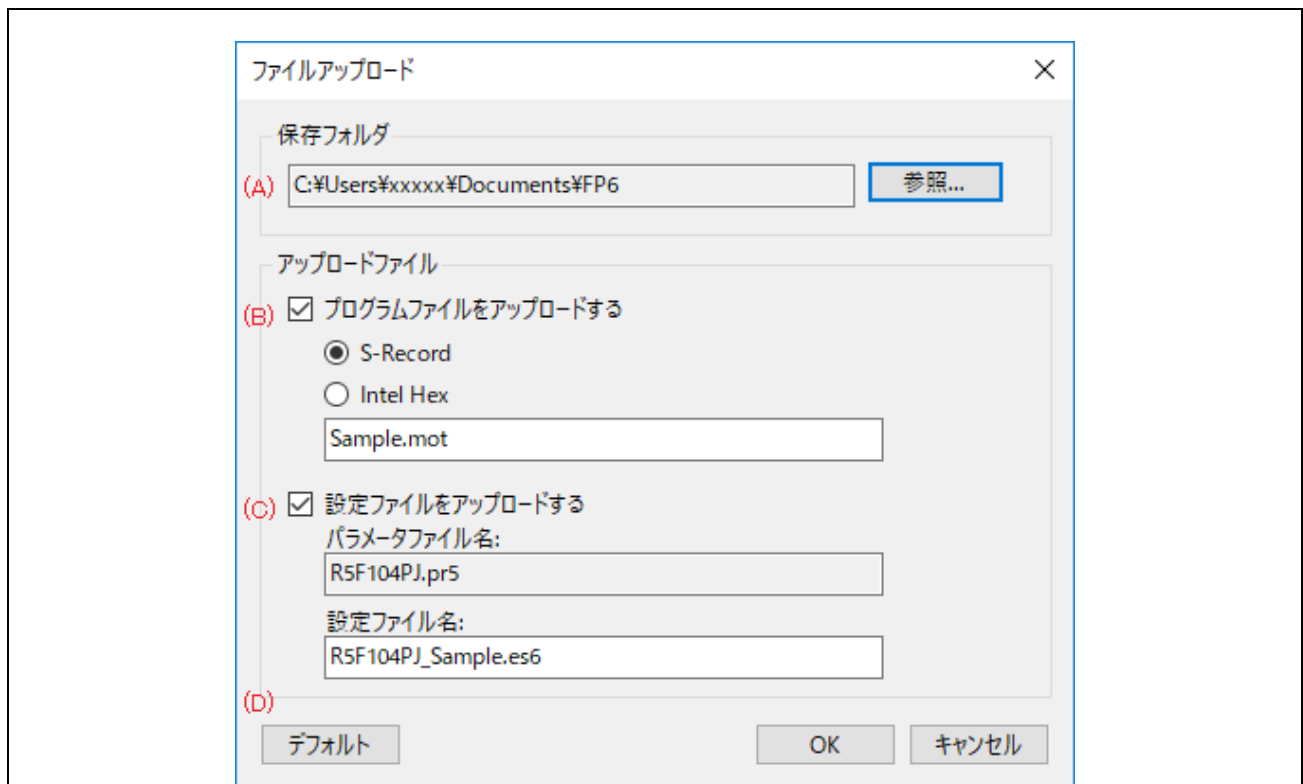 ファイルアップロード
保存フォルダ
(A) C:¥Users¥xxxxx¥Documents¥FP6 参照...
アップロードファイル
(B) プログラムファイルをアップロードする
S-Record
Intel Hex
Sample.mot
(C) 設定ファイルをアップロードする
パラメータファイル名:
R5F104PJ.pr5
設定ファイル名:
R5F104PJ_Sample.es6
(D)
デフォルト OK キャンセル